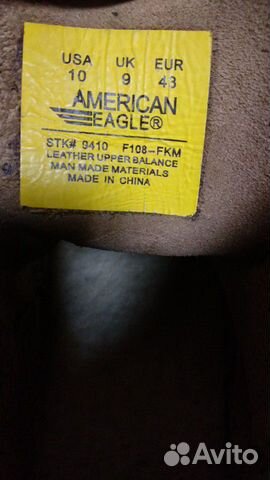 USA UK EUR
10 9 43
AMERICAN
EAGLE®
STK# 9410 F108-FKM
LEATHER UPPER BALANCE
MAN MADE MATERIALS
MADE IN CHINA
Avito